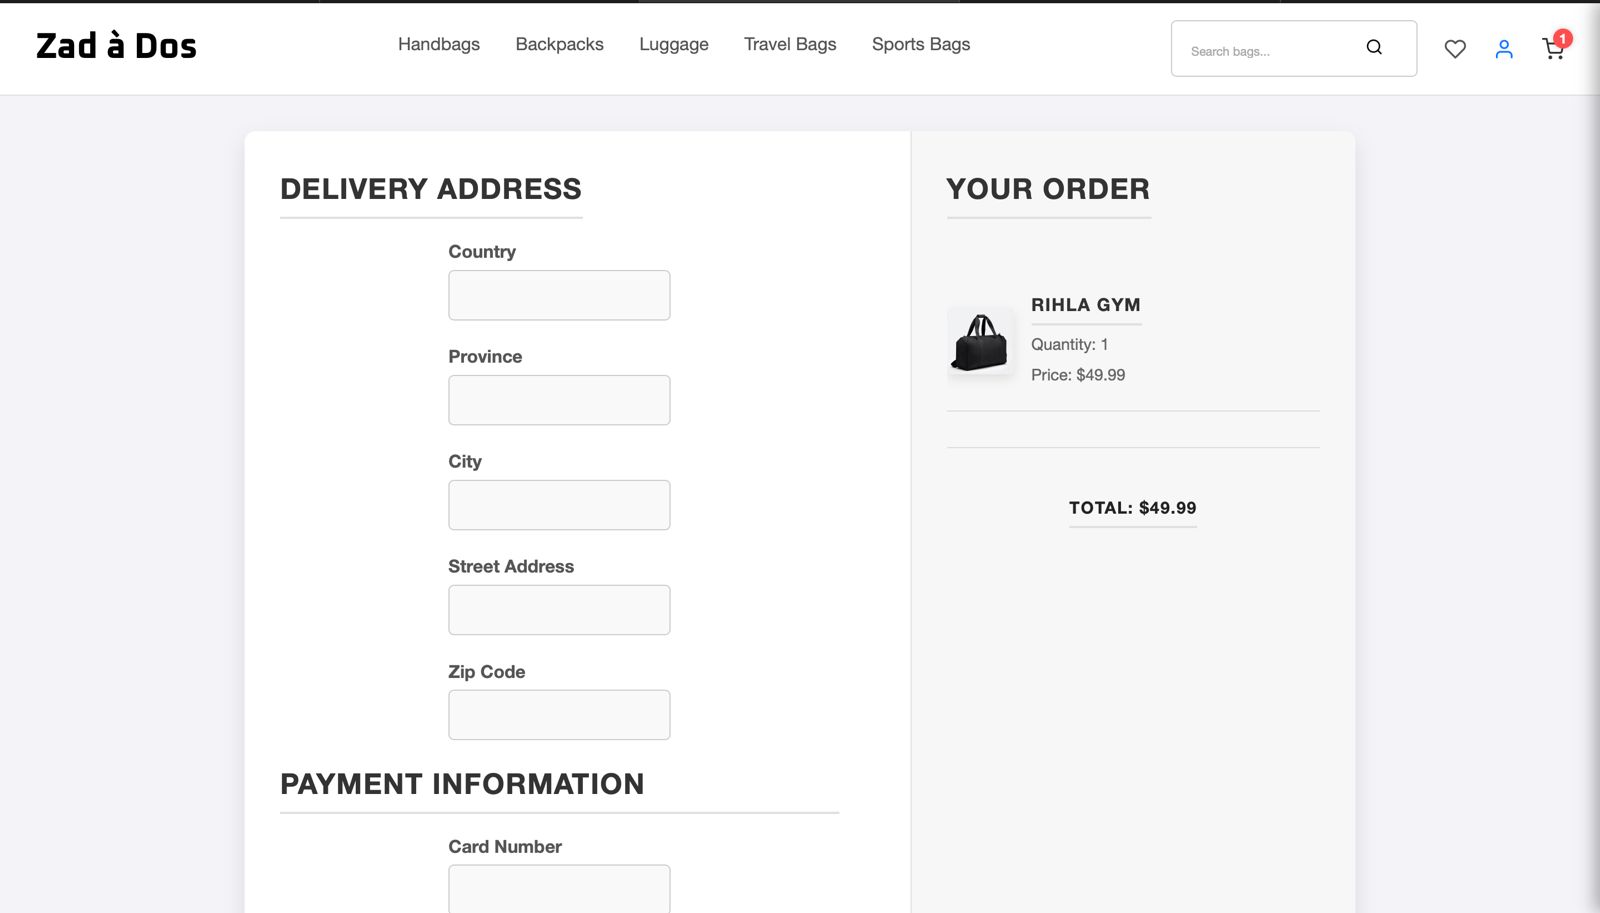 Zad à Dos
Handbags Backpacks Luggage Travel Bags Sports Bags
Search bags...
1
DELIVERY ADDRESS
Country
Province
City
Street Address
Zip Code
PAYMENT INFORMATION
Card Number
YOUR ORDER
RIHLA GYM
Quantity: 1
Price: $49.99
TOTAL: $49.99